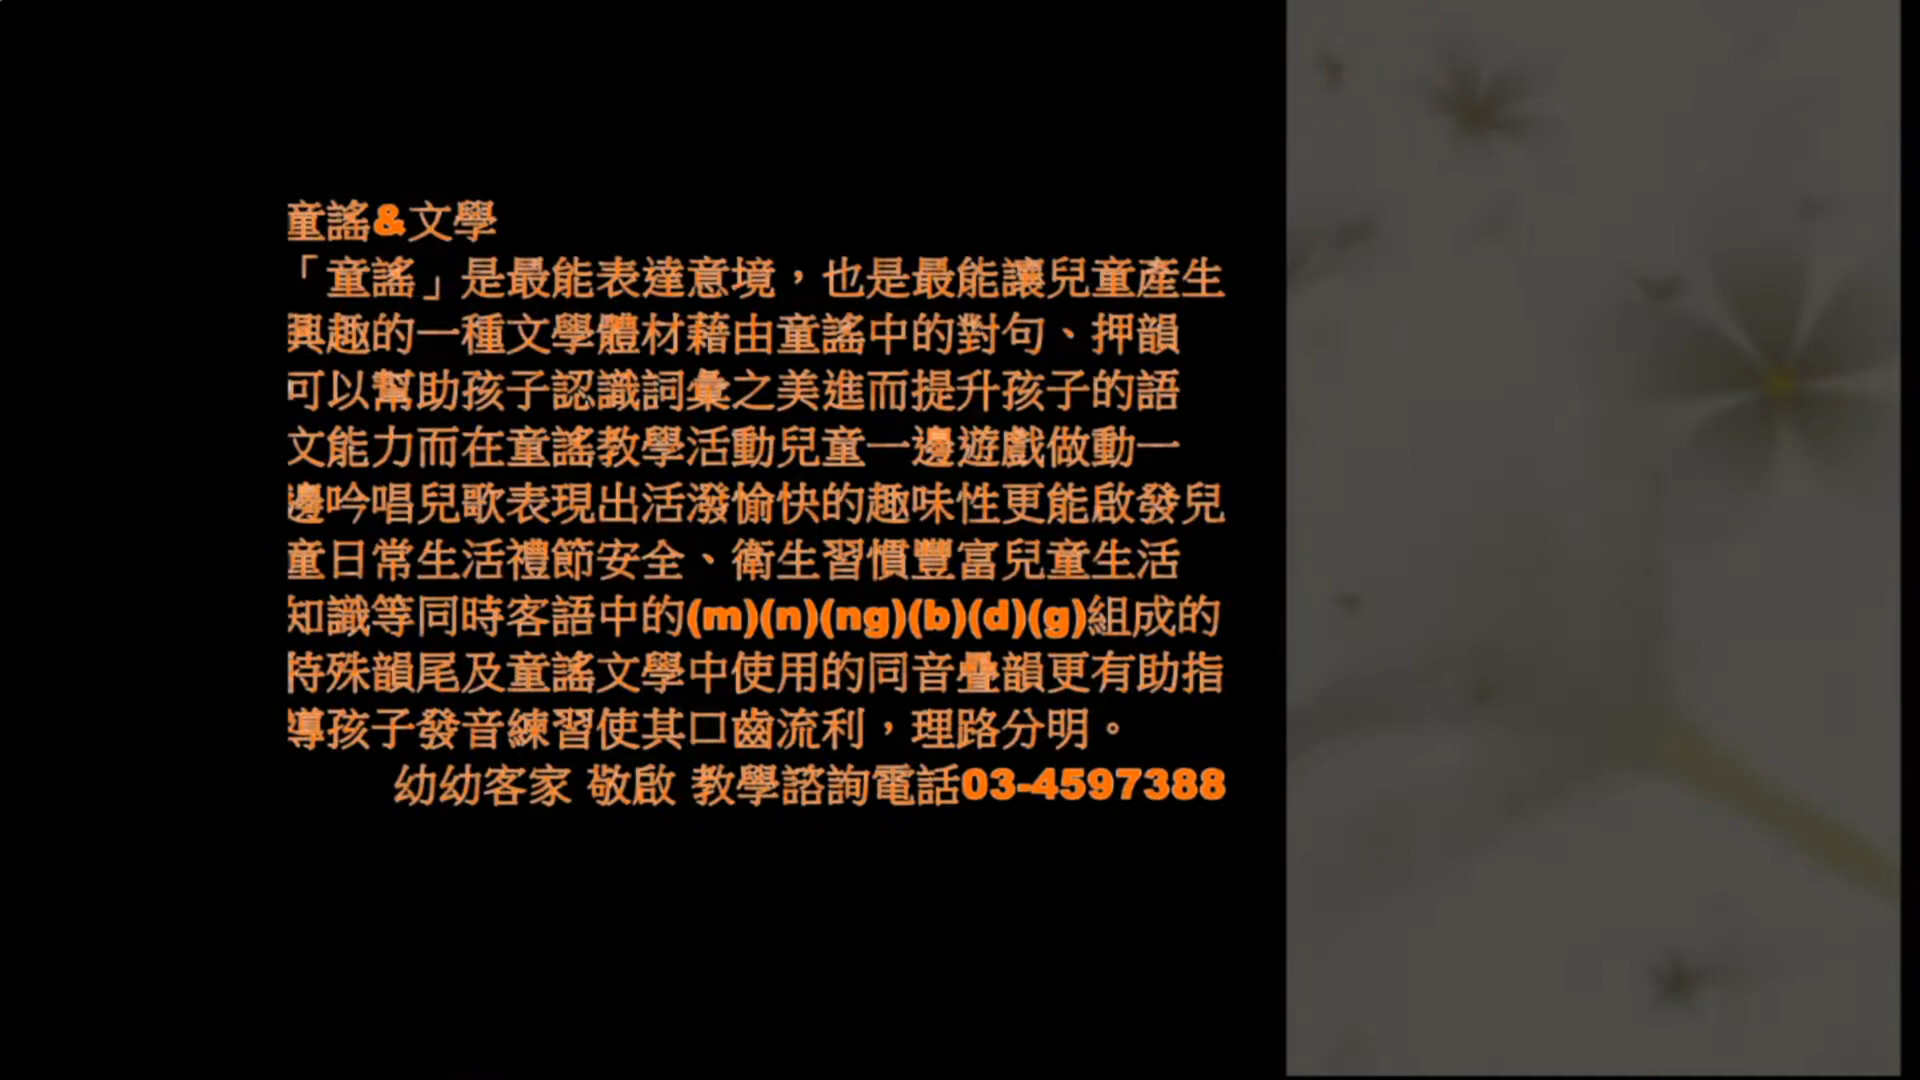 童謠&文學
「童謠」是最能表達意境，也是最能讓兒童產生
興趣的一種文學體材藉由童謠中的對句、押韻
可以幫助孩子認識詞彙之美進而提升孩子的語
文能力而在童謠教學活動兒童一邊遊戲做動一
邊吟唱兒歌表現出活潑愉快的趣味性更能啟發兒
童日常生活禮節安全、衛生習慣豐富兒童生活
知識等同時客語中的(m)(n)(ng)(b)(d)(g)組成的
特殊韻尾及童謠文學中使用的同音疊韻更有助指
導孩子發音練習使其口齒流利，理路分明。
幼幼客家 敬啟 教學諮詢電話03-4597388